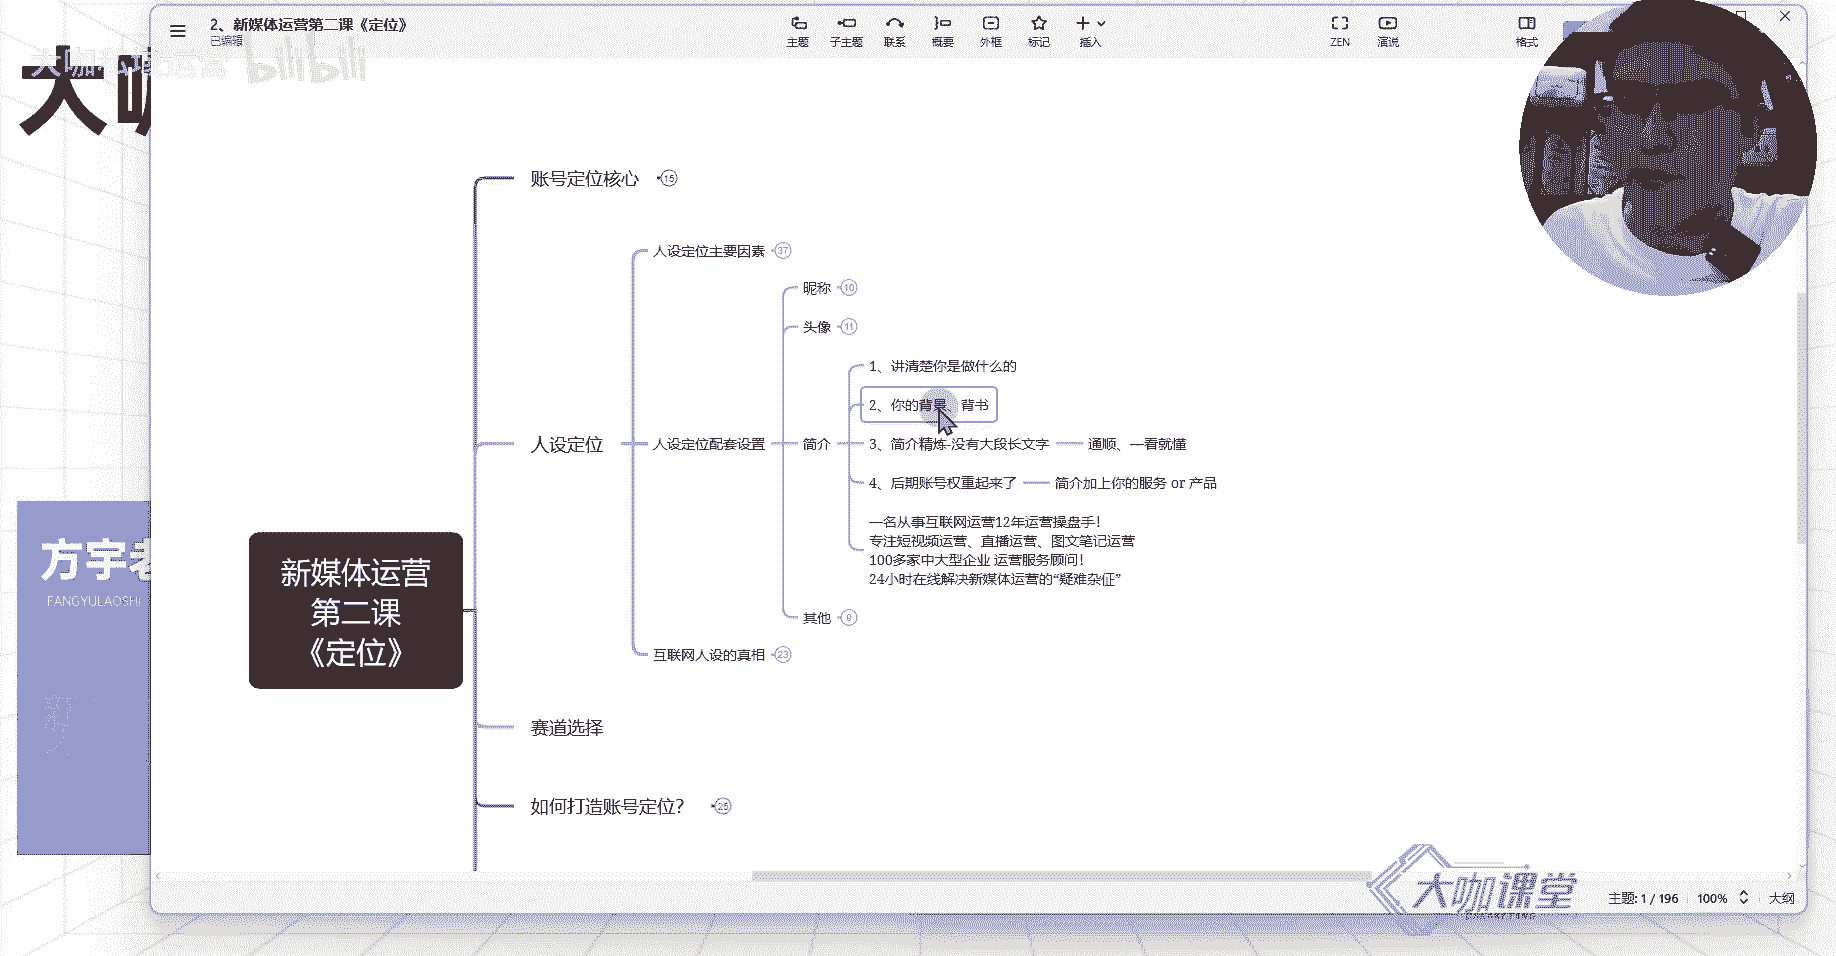 2、新媒体运营第二课《定位》
已编辑
主题
子主题
联系
概要
外框
标记
插入
ZEN
演说
格式
bilibili
大咖
账号定位核心 15
人设定位主要因素 37
昵称 10
头像 11
1、讲清楚你是做什么的
2、你的背景、背书
人设定位
人设定位配套设置
简介
3、简介精炼-没有大段长文字
通顺、一看就懂
4、后期账号权重起来了
简介加上你的服务 or 产品
一名从事互联网运营12年运营操盘手!
专注短视频运营、直播运营、图文笔记运营
100多家中大型企业 运营服务顾问!
24小时在线解决新媒体运营的“疑难杂征”
其他 9
互联网人设的真相 23
新媒体运营
第二课
《定位》
赛道选择
如何打造账号定位? 25
方宇老
FANGYULAOSHI
大咖课堂
主题: 1 / 196
100%
大纲